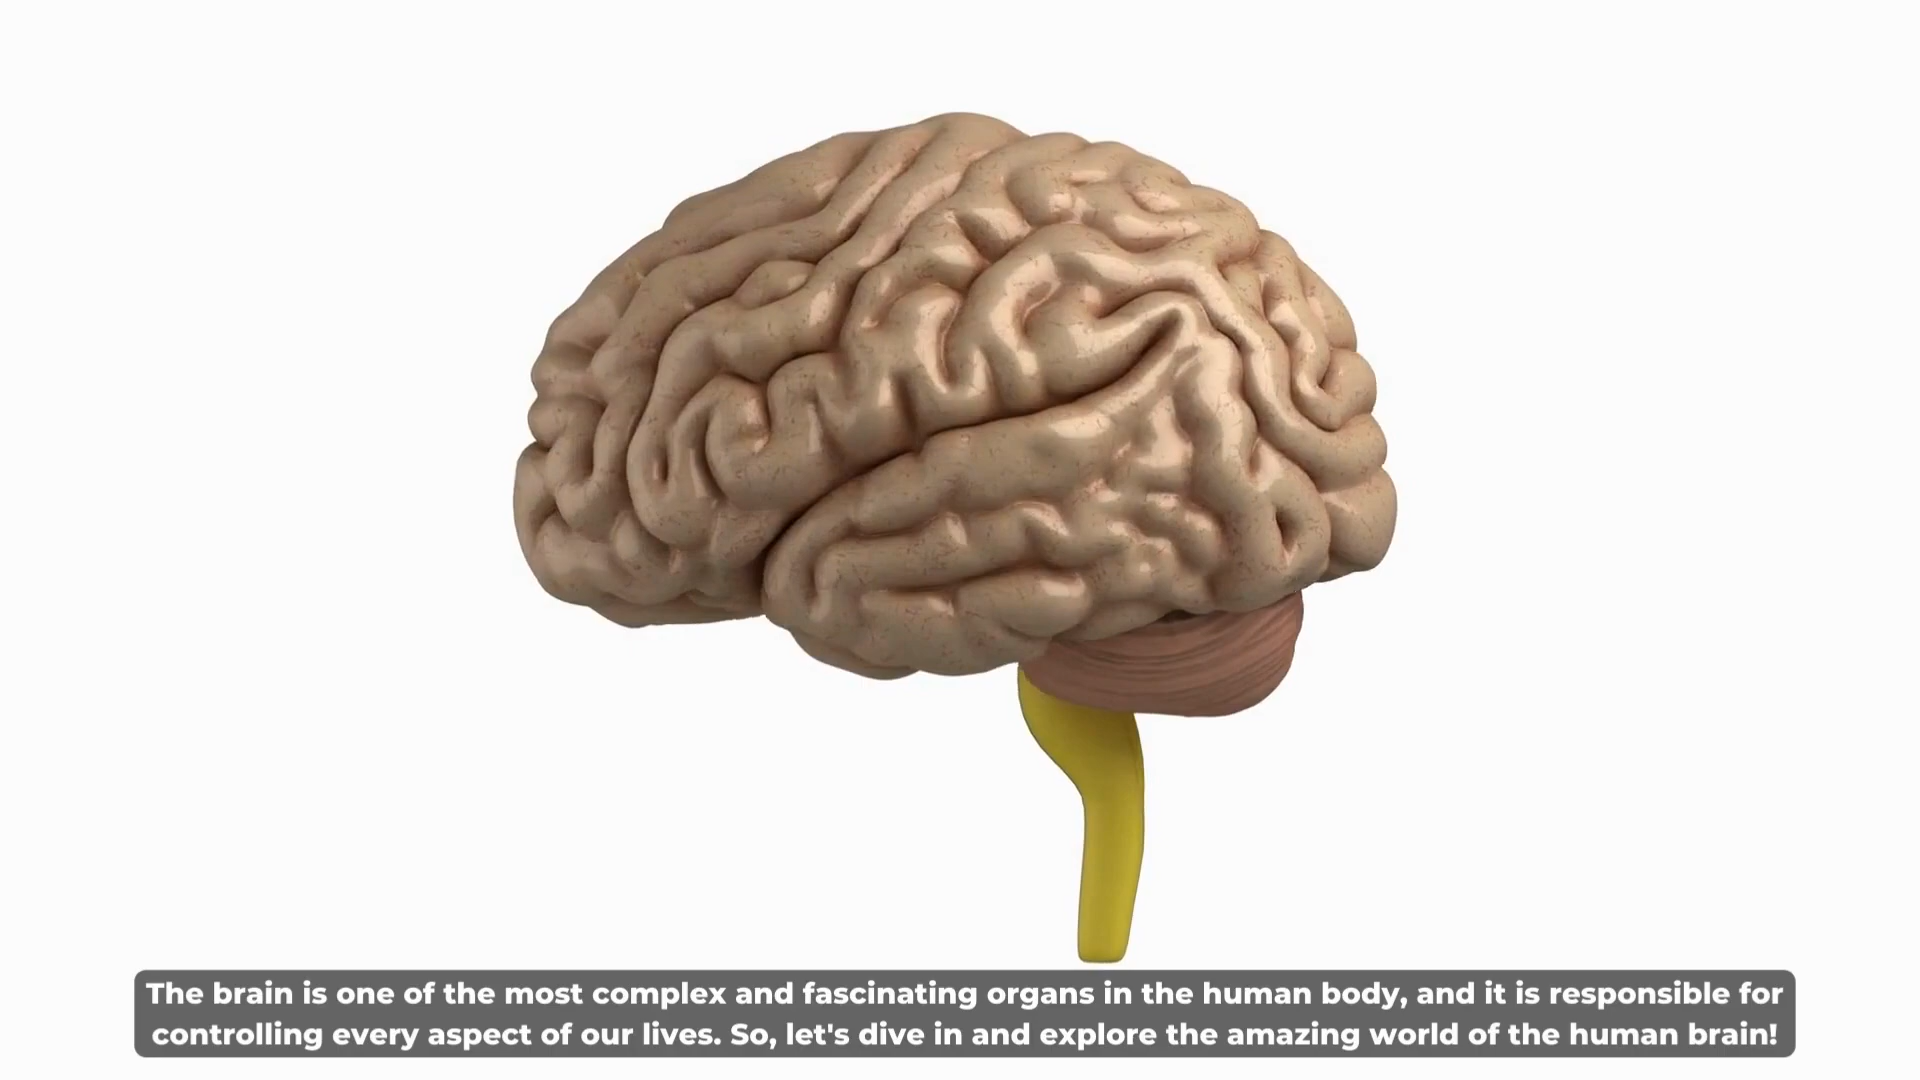 The brain is one of the most complex and fascinating organs in the human body, and it is responsible for
controlling every aspect of our lives. So, let's dive in and explore the amazing world of the human brain!